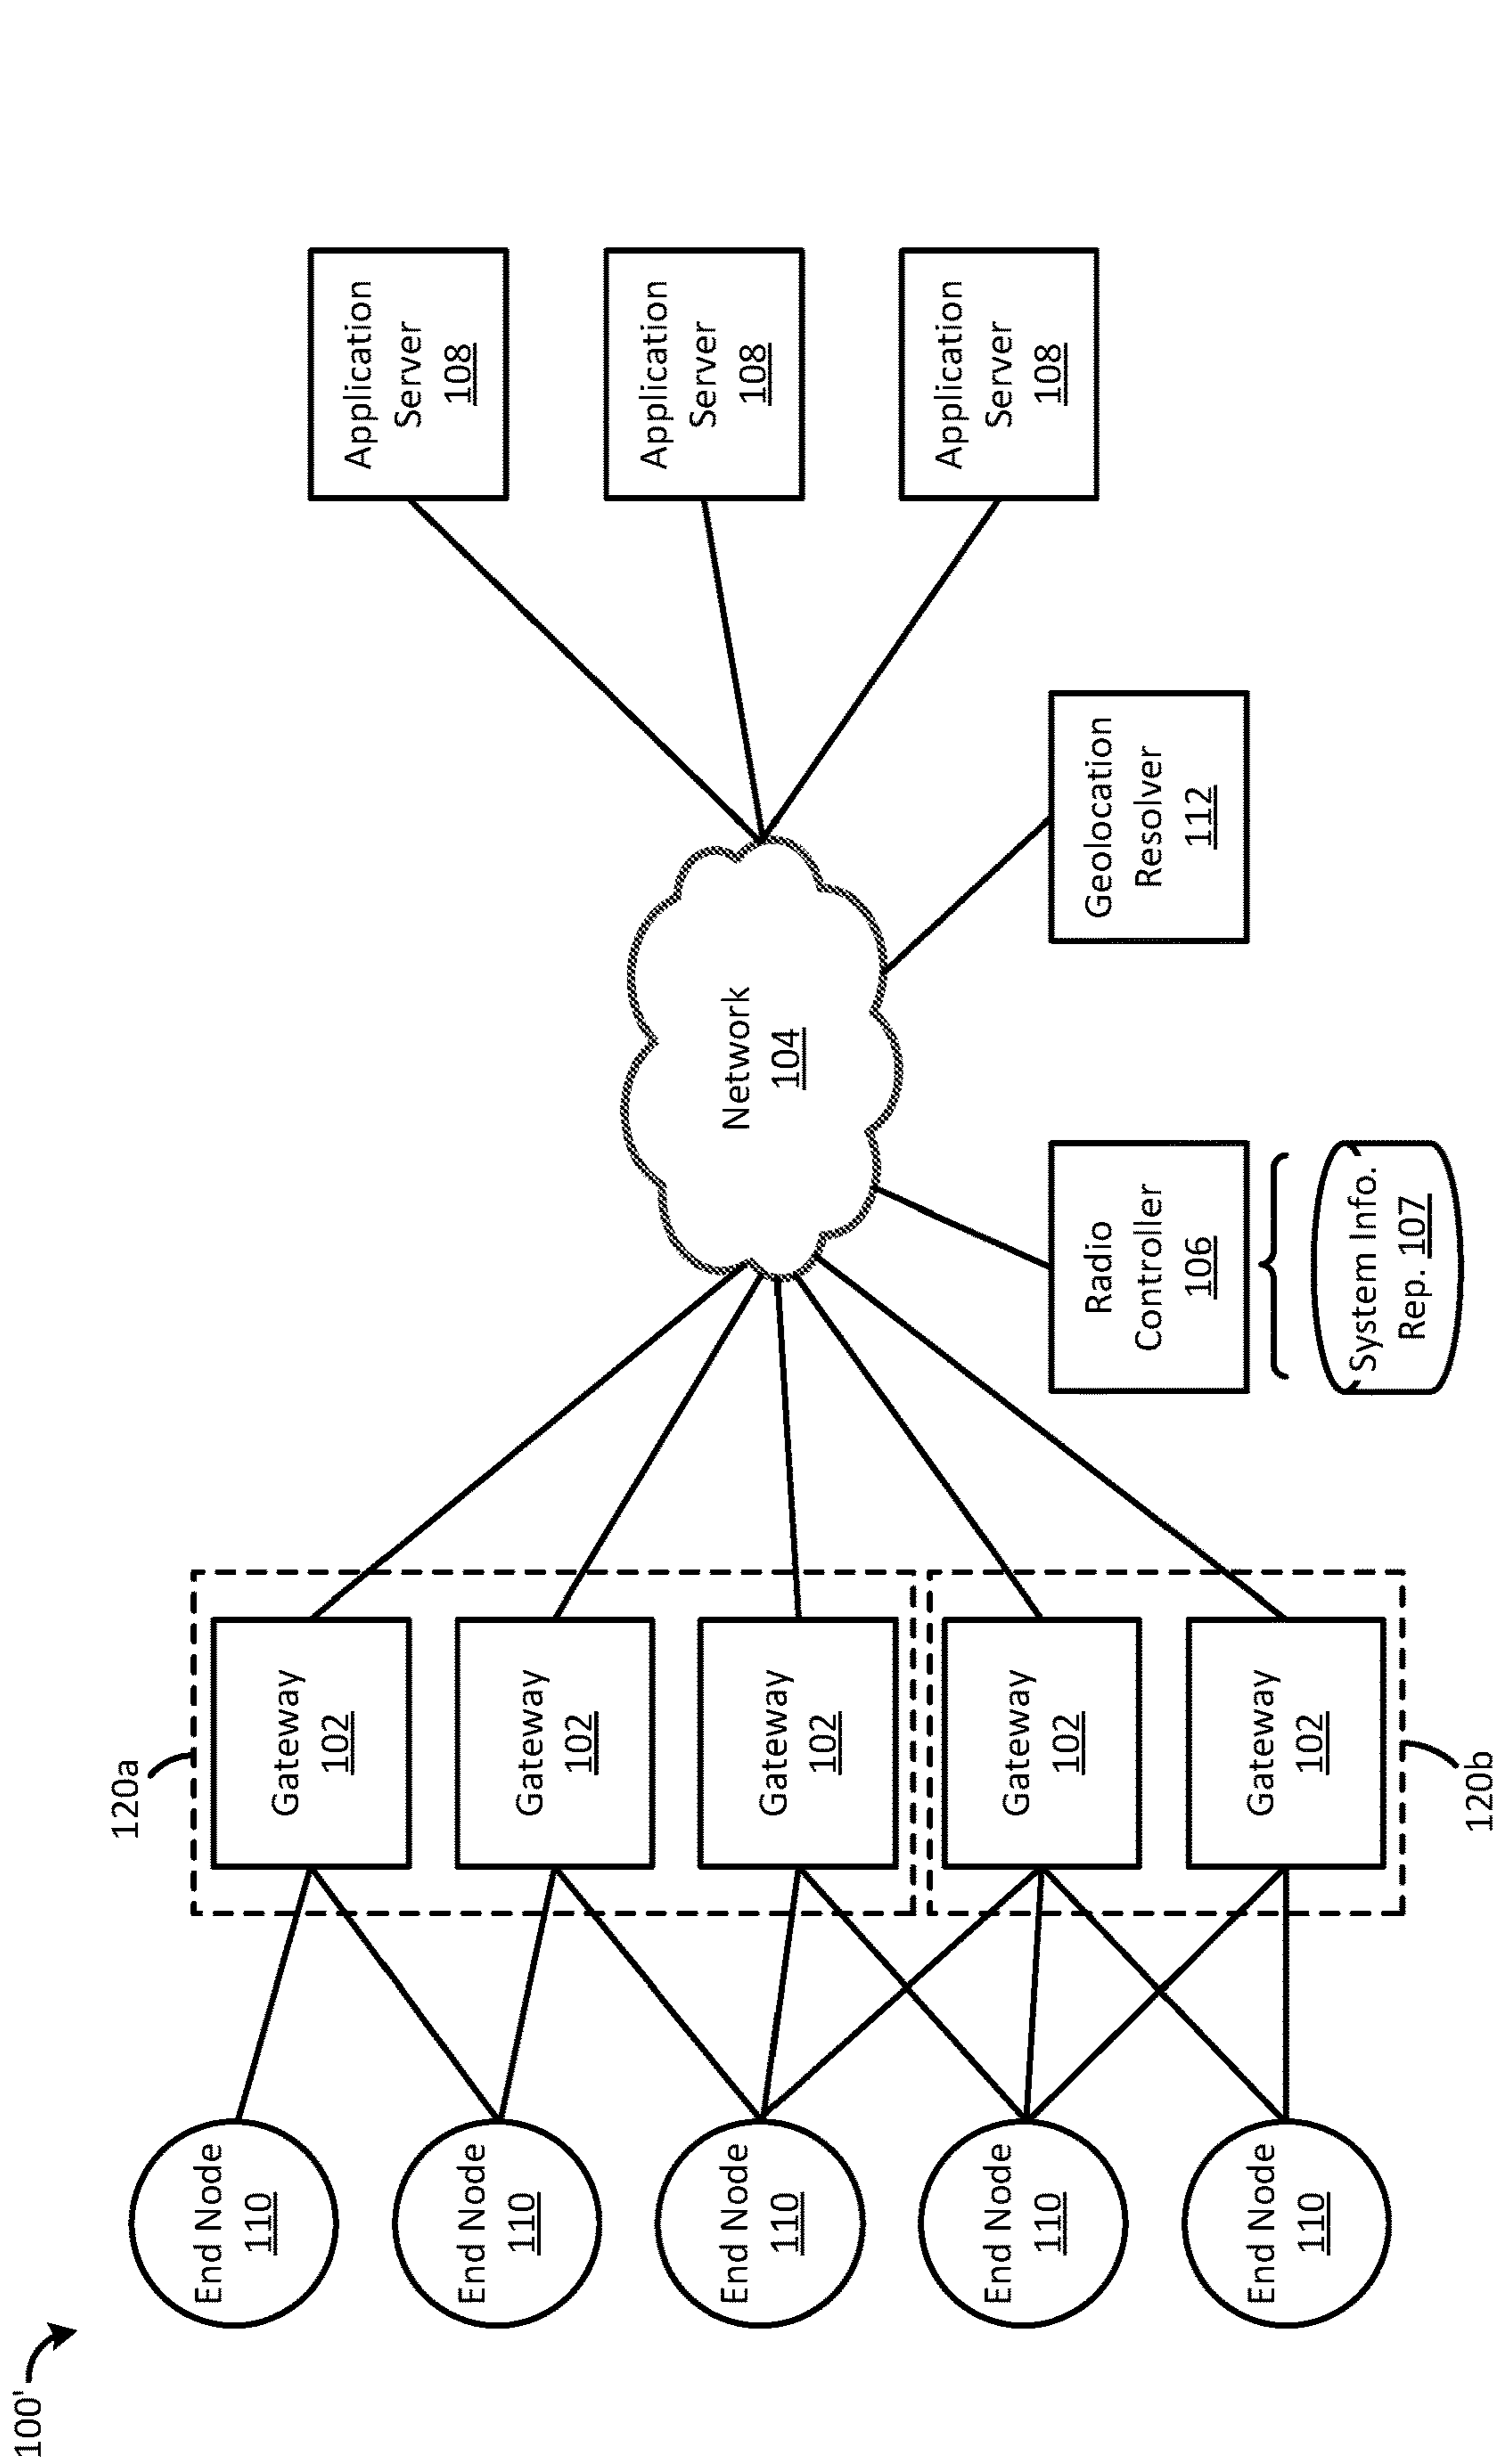 100'
120a
End Node
110
End Node
110
End Node
110
End Node
110
End Node
110
Gateway
102
Gateway
102
Gateway
102
Gateway
102
Gateway
102
120b
Network
104
Radio
Controller
106
System Info.
Rep. 107
Geolocation
Resolver
112
Application
Server
108
Application
Server
108
Application
Server
108